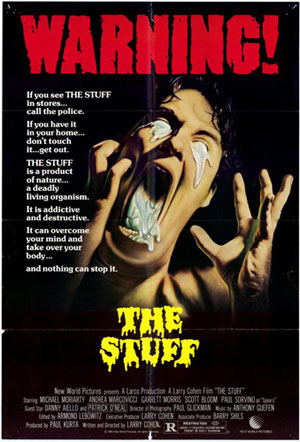 WARNING!
If you see THE STUFF
in stores...
call the police.
If you have it
in your home...
don't touch
it...get out.
THE STUFF
is a product
of nature...
a deadly
living organism.
It is addictive
and destructive.
It can overcome
your mind and
take over your
body...
and nothing can stop it.
THE
STUFF
New World Pictures presents A Larco Production A Larry Cohen Film "THE STUFF"
Starring MICHAEL MORIARTY ANDREA MARCOVICCI GARRETT MORRIS SCOTT BLOOM PAUL SORVINO as "Spears"
Guest Star DANNY AIELLO and PATRICK O'NEAL Director of Photography PAUL GLICKMAN Music by ANTHONY GUEFEN
Edited by ARMOND LEBOWITZ Executive Producer LARRY COHEN Associate Producer BARRY SHILS
Produced by PAUL KURTA Written and Directed by LARRY COHEN
R RESTRICTED
NEW WORLD PICTURES